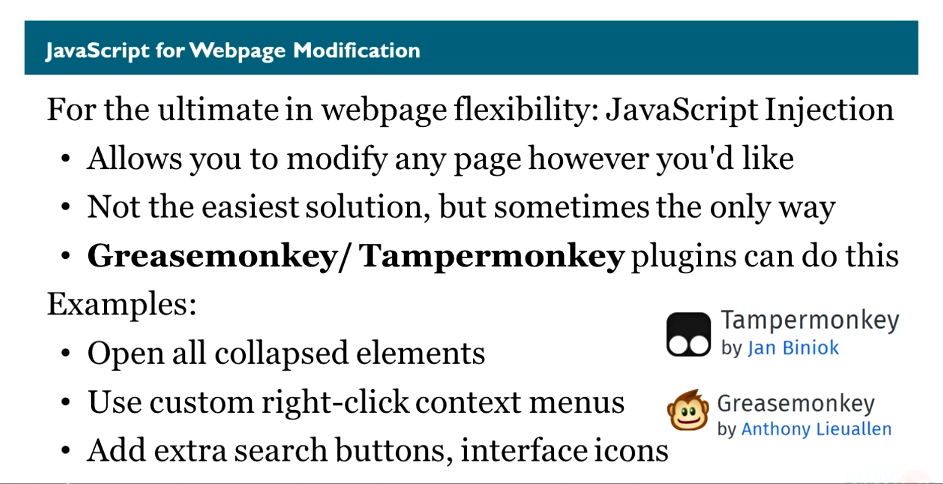 JavaScript for Webpage Modification
For the ultimate in webpage flexibility: JavaScript Injection
• Allows you to modify any page however you'd like
• Not the easiest solution, but sometimes the only way
• Greasemonkey/ Tampermonkey plugins can do this
Examples:
• Open all collapsed elements
• Use custom right-click context menus
• Add extra search buttons, interface icons
Tampermonkey
by Jan Biniok
Greasemonkey
by Anthony Lieuallen